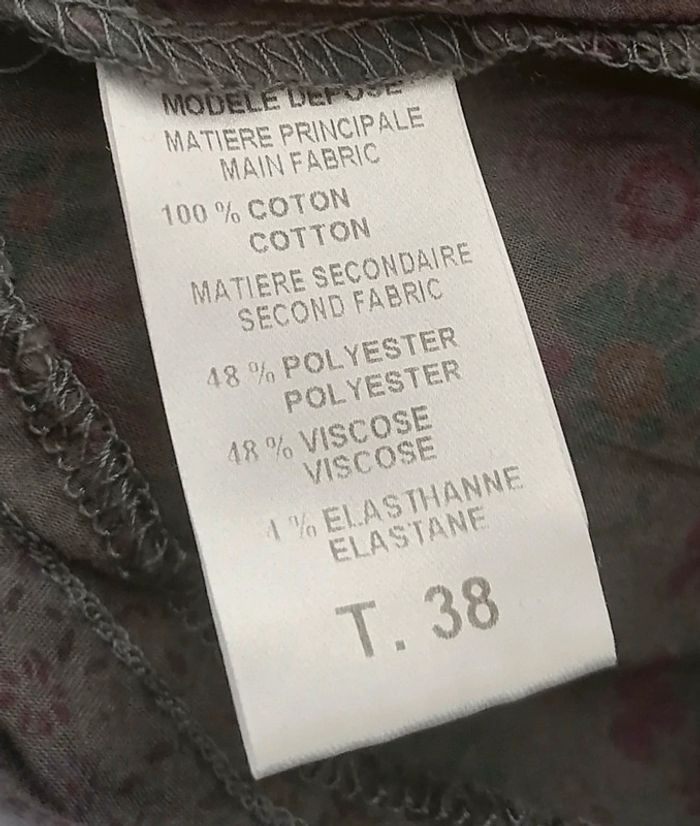 MODELE DEPOSE
MATIERE PRINCIPALE
MAIN FABRIC
100 % COTON
COTTON
MATIERE SECONDAIRE
SECOND FABRIC
48 % POLYESTER
POLYESTER
48 % VISCOSE
VISCOSE
4 % ELASTHANNE
ELASTANE
T. 38